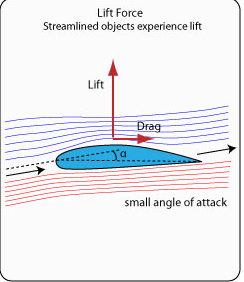 Lift Force
Streamlined objects experience lift
Lift
Drag
α
small angle of attack